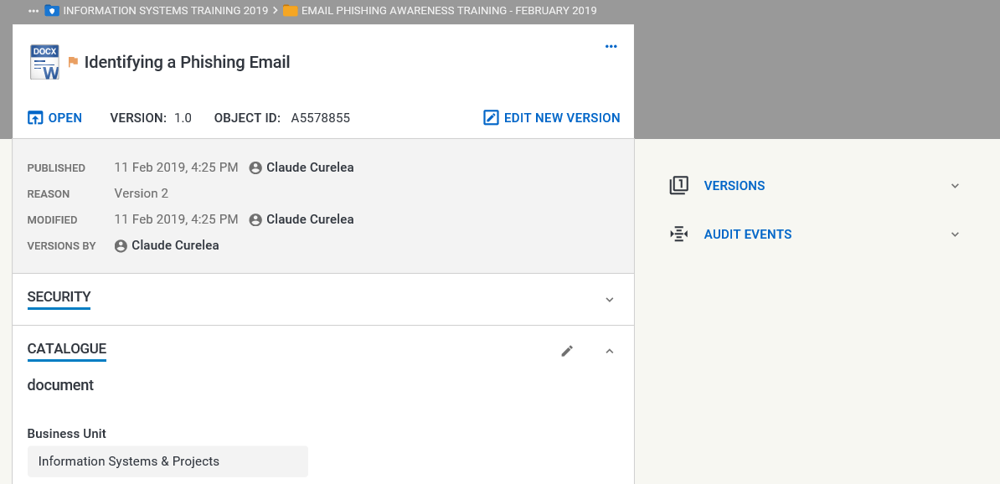 ··· INFORMATION SYSTEMS TRAINING 2019 > EMAIL PHISHING AWARENESS TRAINING - FEBRUARY 2019
DOCX
W
Identifying a Phishing Email
OPEN VERSION: 1.0 OBJECT ID: A5578855 EDIT NEW VERSION
PUBLISHED 11 Feb 2019, 4:25 PM Claude Curelea
REASON Version 2
MODIFIED 11 Feb 2019, 4:25 PM Claude Curelea
VERSIONS BY Claude Curelea
1 VERSIONS
AUDIT EVENTS
SECURITY
CATALOGUE
document
Business Unit
Information Systems & Projects